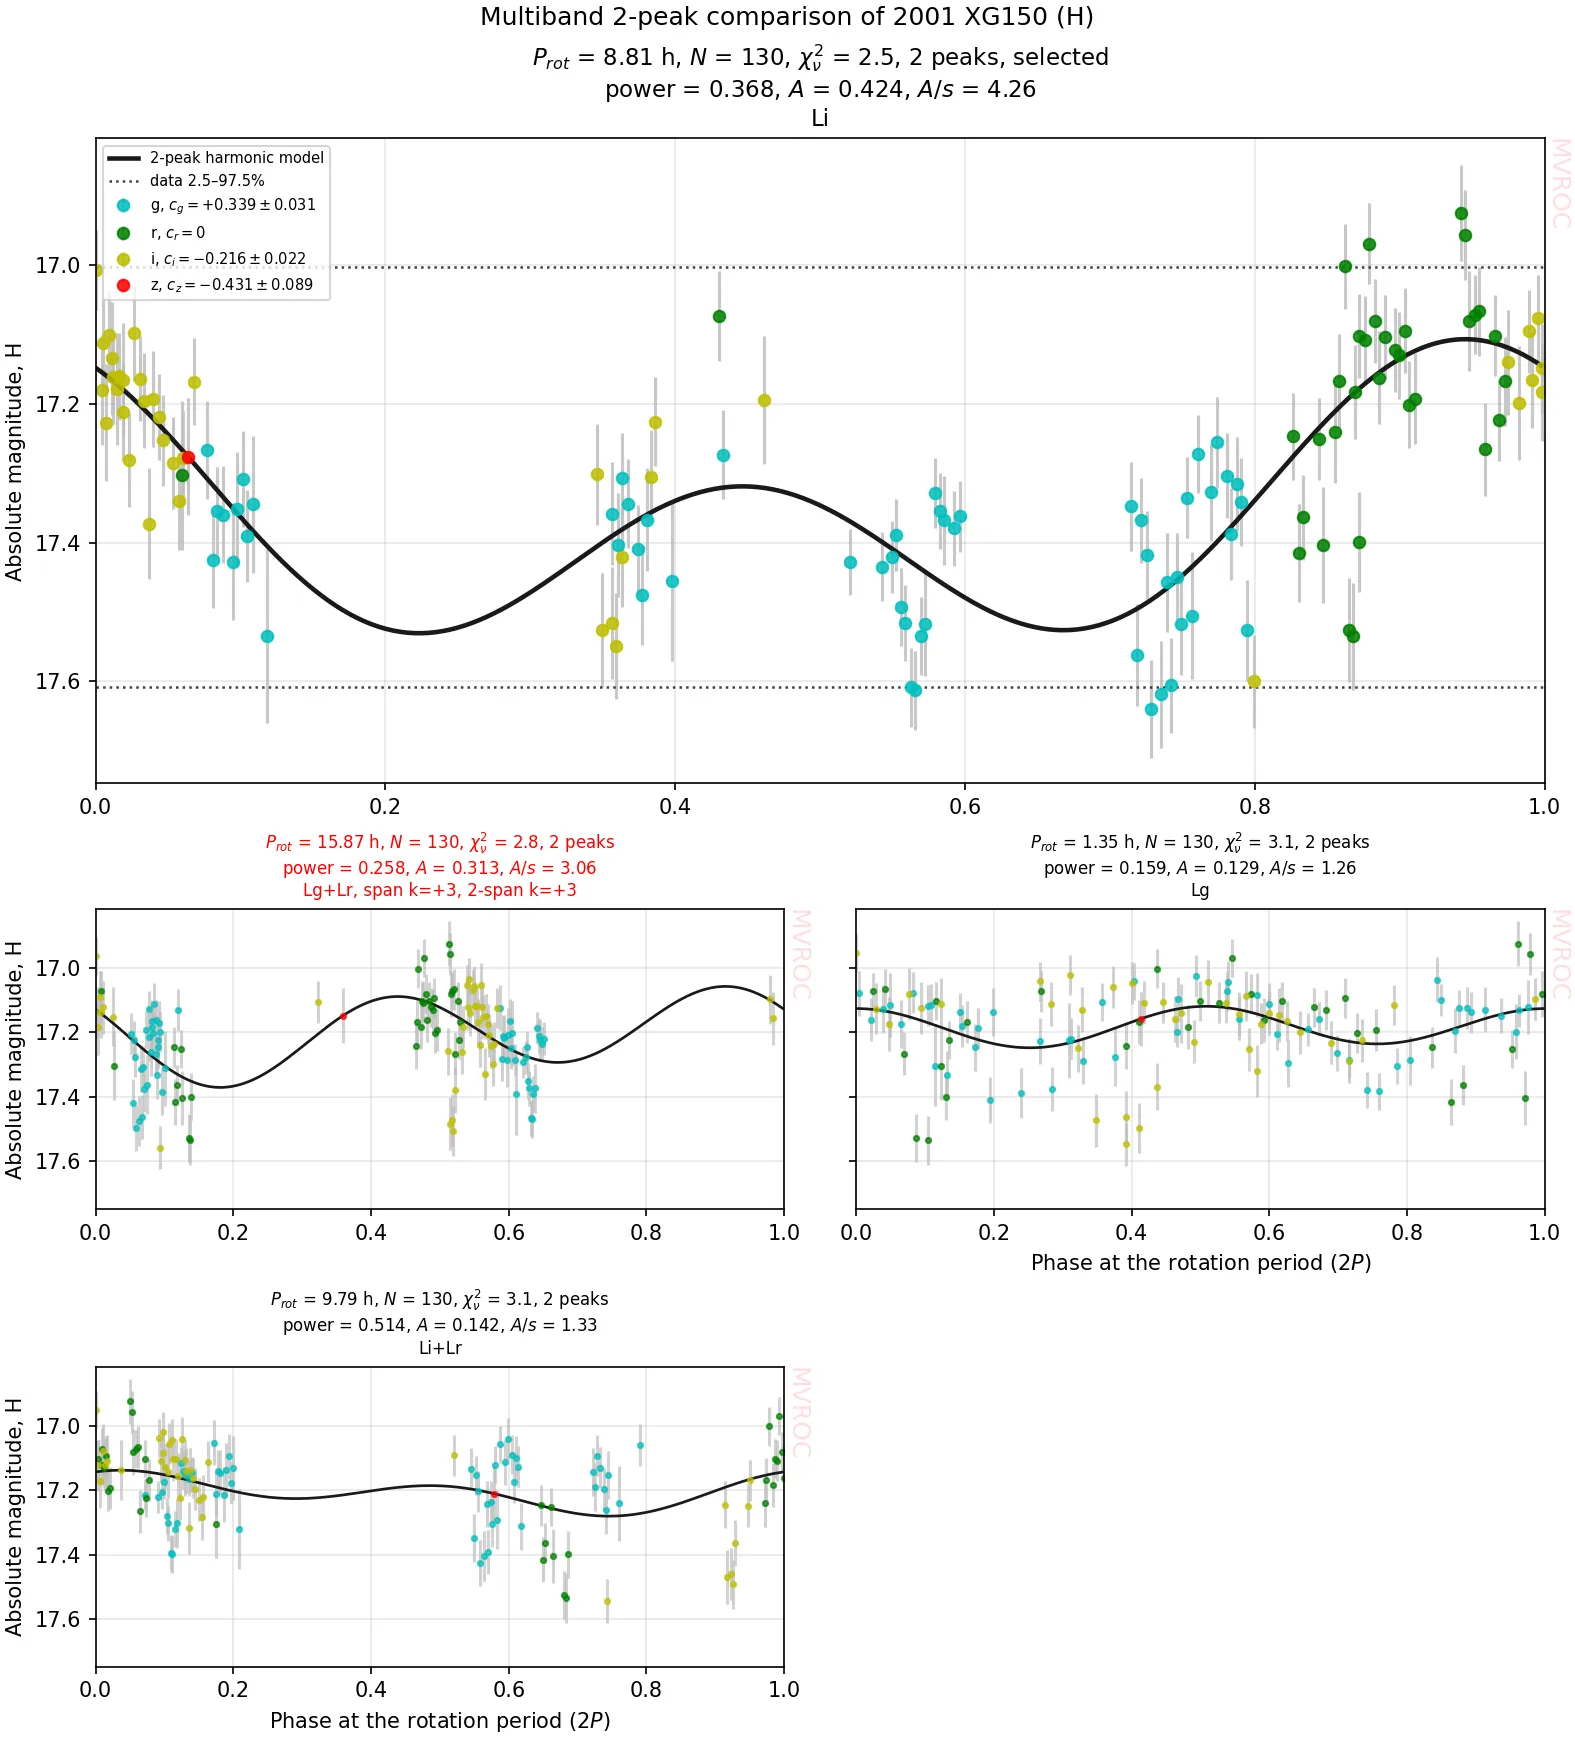 Multiband 2-peak comparison of 2001 XG150 (H)
P_rot = 8.81 h, N = 130, χ²_ν = 2.5, 2 peaks, selected
power = 0.368, A = 0.424, A/s = 4.26
Li
2-peak harmonic model
data 2.5–97.5%
g, c_g = +0.339 ± 0.031
r, c_r = 0
i, c_i = −0.216 ± 0.022
z, c_z = −0.431 ± 0.089
MVROC
Absolute magnitude, H
17.0
17.2
17.4
17.6
0.0 0.2 0.4 0.6 0.8 1.0
P_rot = 15.87 h, N = 130, χ²_ν = 2.8, 2 peaks
power = 0.258, A = 0.313, A/s = 3.06
Lg+Lr, span k=+3, 2-span k=+3
MVROC
Absolute magnitude, H
17.0
17.2
17.4
17.6
0.0 0.2 0.4 0.6 0.8 1.0
P_rot = 1.35 h, N = 130, χ²_ν = 3.1, 2 peaks
power = 0.159, A = 0.129, A/s = 1.26
Lg
MVROC
0.0 0.2 0.4 0.6 0.8 1.0
Phase at the rotation period (2P)
P_rot = 9.79 h, N = 130, χ²_ν = 3.1, 2 peaks
power = 0.514, A = 0.142, A/s = 1.33
Li+Lr
MVROC
Absolute magnitude, H
17.0
17.2
17.4
17.6
0.0 0.2 0.4 0.6 0.8 1.0
Phase at the rotation period (2P)